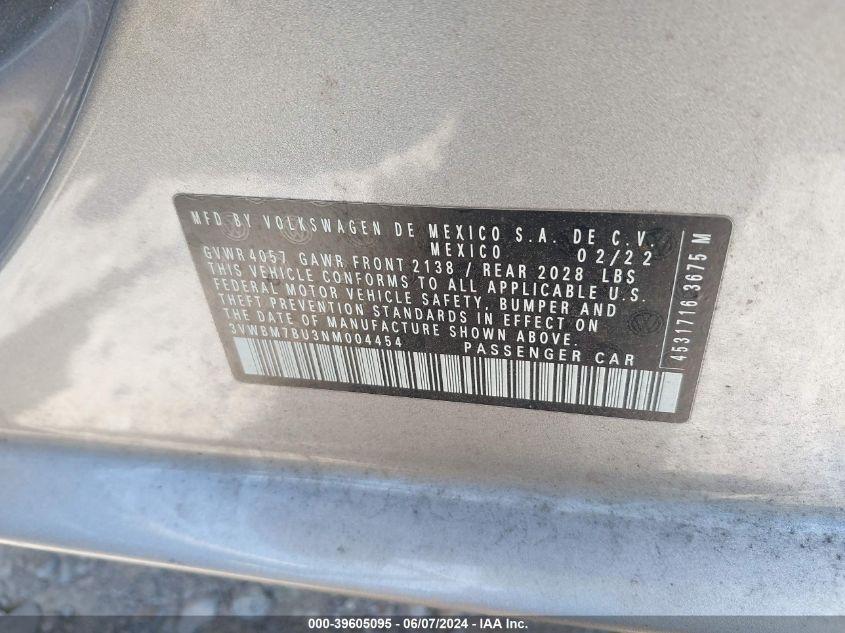 MFD BY VOLKSWAGEN DE MEXICO S.A. DE C.V.
MEXICO 02/22
GVWR 4057 GAWR FRONT 2138 / REAR 2028 LBS
THIS VEHICLE CONFORMS TO ALL APPLICABLE U.S.
FEDERAL MOTOR VEHICLE SAFETY, BUMPER AND
THEFT PREVENTION STANDARDS IN EFFECT ON
THE DATE OF MANUFACTURE SHOWN ABOVE.
3VWBM7BU3NM004454 PASSENGER CAR
4531716 3675 M
000-39605095 - 06/07/2024 - IAAI.COM